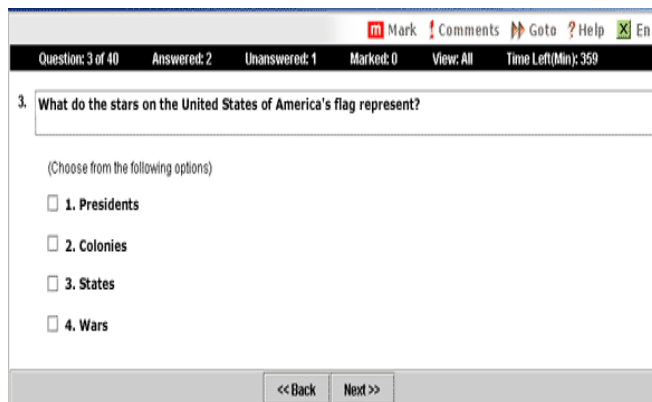 m Mark ! Comments Goto ? Help X En
Question: 3 of 40 Answered: 2 Unanswered: 1 Marked: 0 View: All Time Left(Min): 359
3. What do the stars on the United States of America's flag represent?
(Choose from the following options)
1. Presidents
2. Colonies
3. States
4. Wars
<< Back Next >>